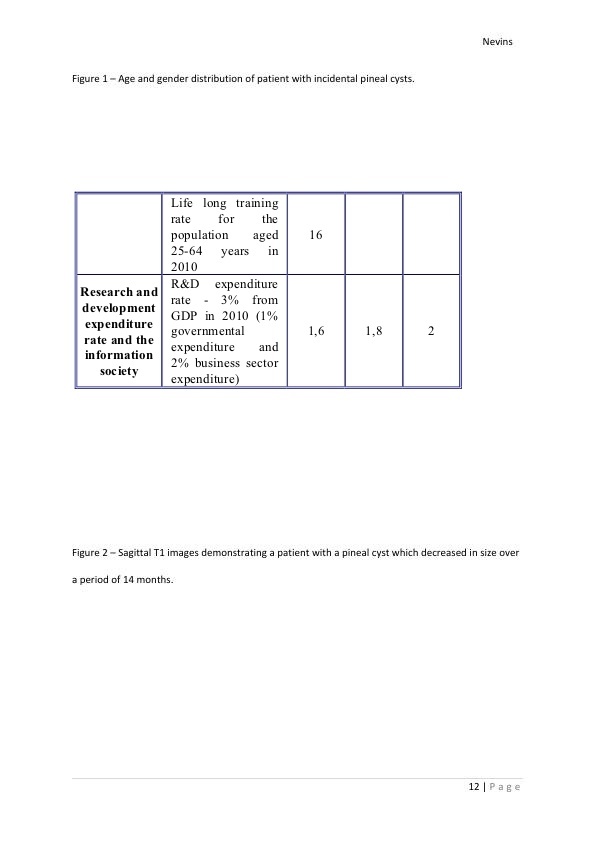 Nevins
Figure 1 – Age and gender distribution of patient with incidental pineal cysts.
Life long training
rate for the
population aged
25-64 years in
2010
16
Research and
development
expenditure
rate and the
information
society
R&D expenditure
rate - 3% from
GDP in 2010 (1%
governmental
expenditure and
2% business sector
expenditure)
1,6
1,8
2
Figure 2 – Sagittal T1 images demonstrating a patient with a pineal cyst which decreased in size over
a period of 14 months.
12 | Page